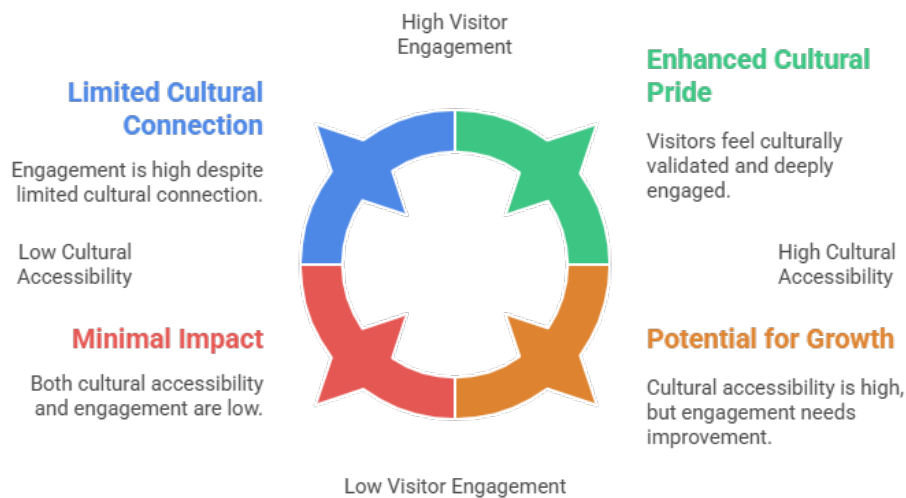 High Visitor
Engagement
Limited Cultural
Connection
Engagement is high despite
limited cultural connection.
Enhanced Cultural
Pride
Visitors feel culturally
validated and deeply
engaged.
Low Cultural
Accessibility
High Cultural
Accessibility
Minimal Impact
Both cultural accessibility
and engagement are low.
Potential for Growth
Cultural accessibility is high,
but engagement needs
improvement.
Low Visitor Engagement